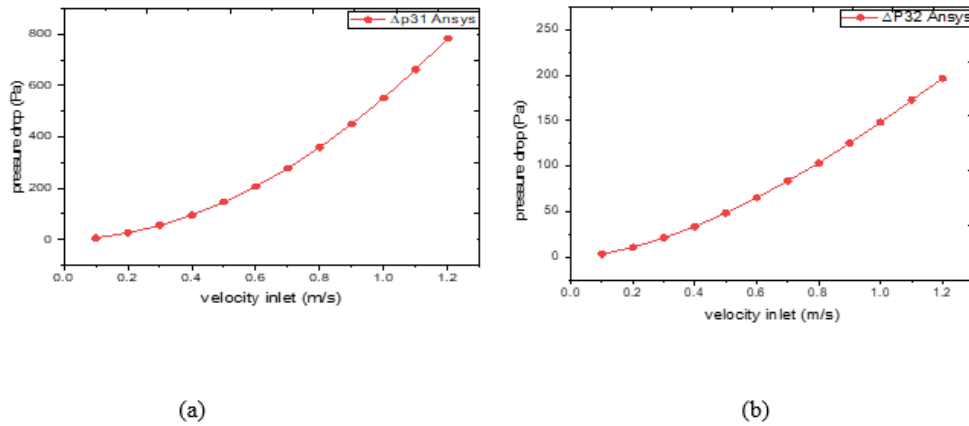 Δp31 Ansys
800
600
400
200
0
pressure drop (Pa)
0.0 0.2 0.4 0.6 0.8 1.0 1.2
velocity inlet (m/s)
(a)
ΔP32 Ansys
250
200
150
100
50
0
pressure drop (Pa)
0.0 0.2 0.4 0.6 0.8 1.0 1.2
velocity inlet (m/s)
(b)